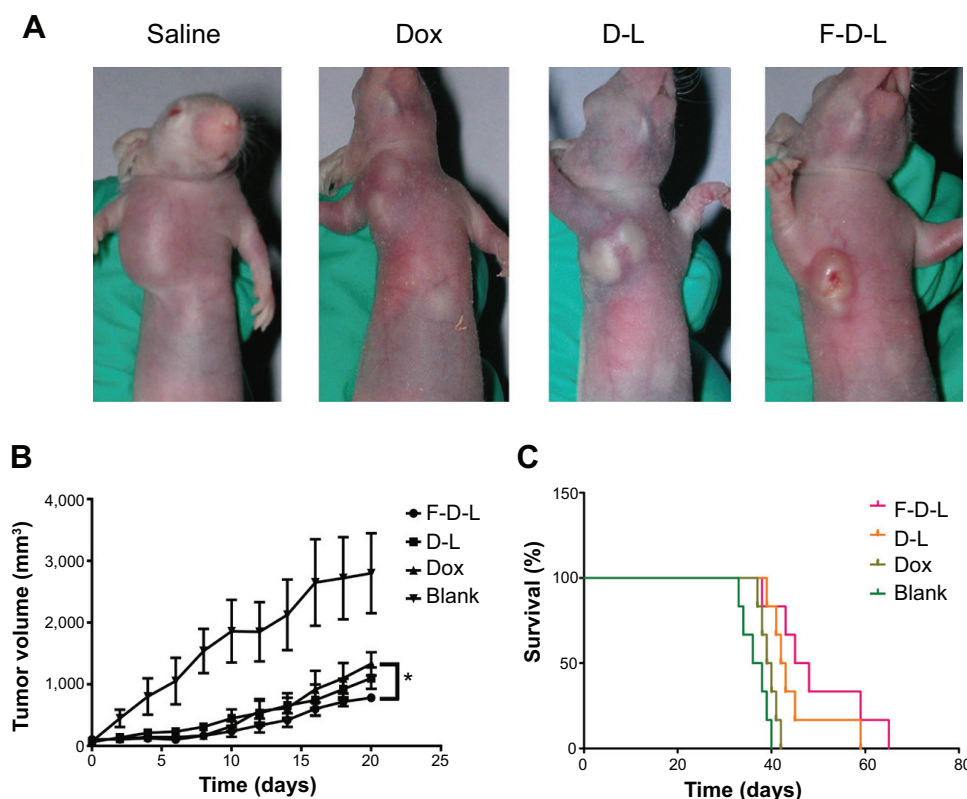 A
Saline Dox D-L F-D-L
B
Tumor volume (mm³)
4,000
3,000
2,000
1,000
0
0 5 10 15 20 25
Time (days)
F-D-L
D-L
Dox
Blank
*
C
Survival (%)
150
100
50
0
0 20 40 60 80
Time (days)
F-D-L
D-L
Dox
Blank